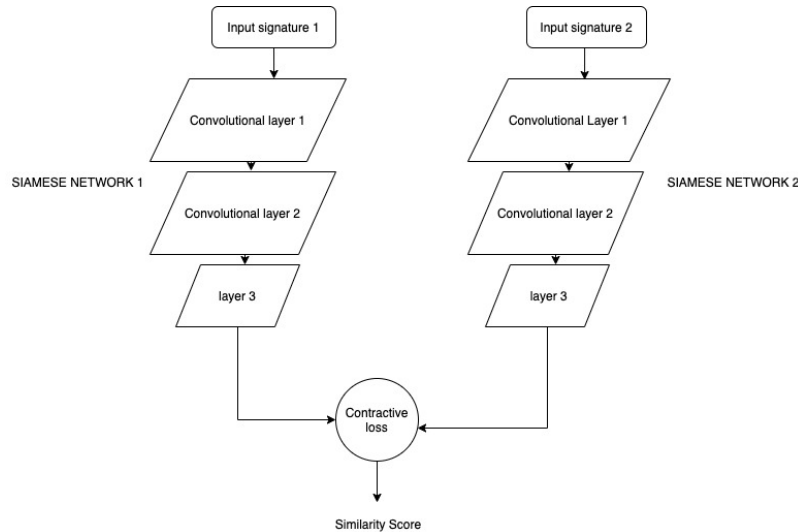 Input signature 1
Input signature 2
Convolutional layer 1
Convolutional Layer 1
SIAMESE NETWORK 1
SIAMESE NETWORK 2
Convolutional layer 2
Convolutional layer 2
layer 3
layer 3
Contractive
loss
Similarity Score